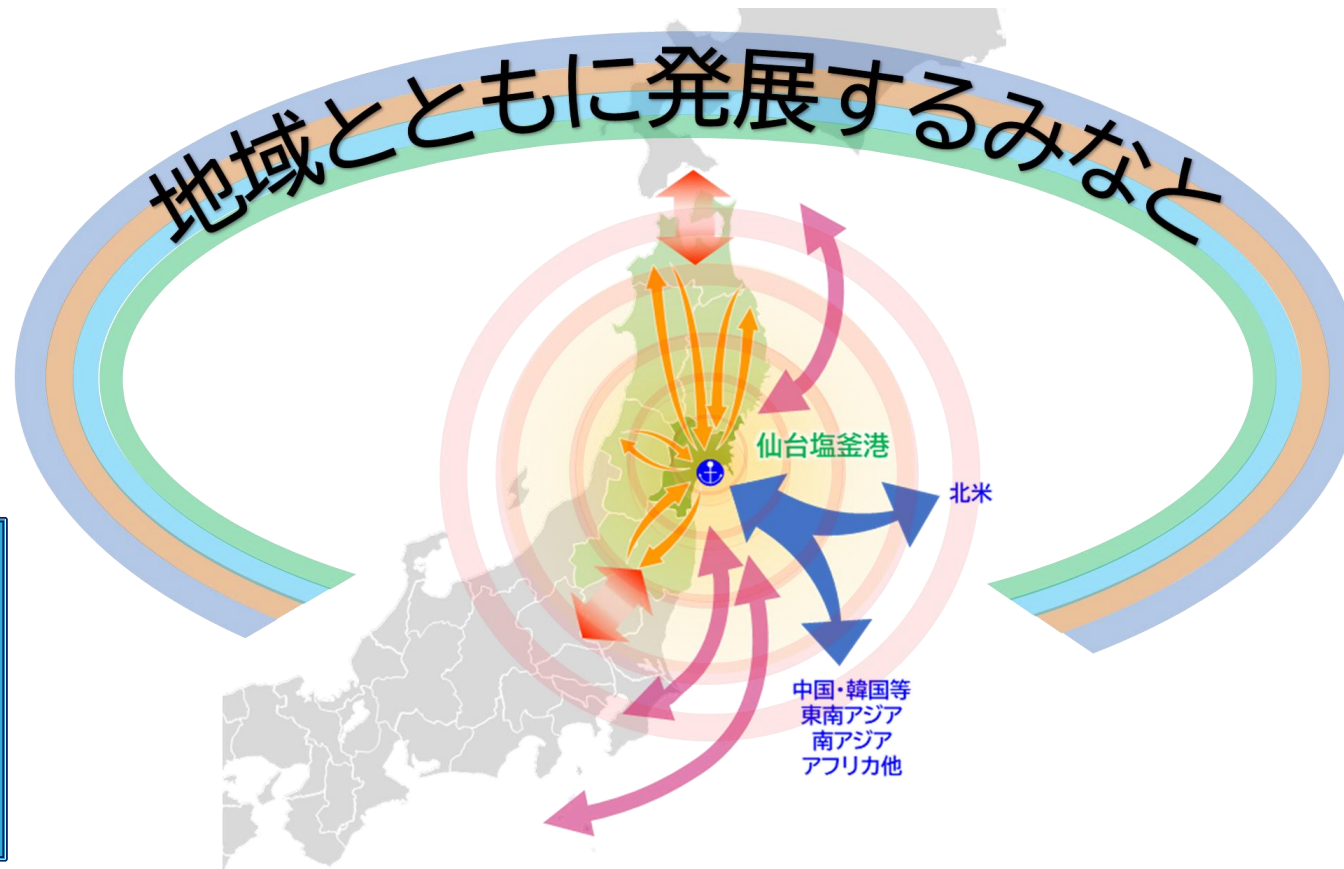 地域とともに発展するみなと
仙台塩釜港
北米
中国・韓国等
東南アジア
南アジア
アフリカ他